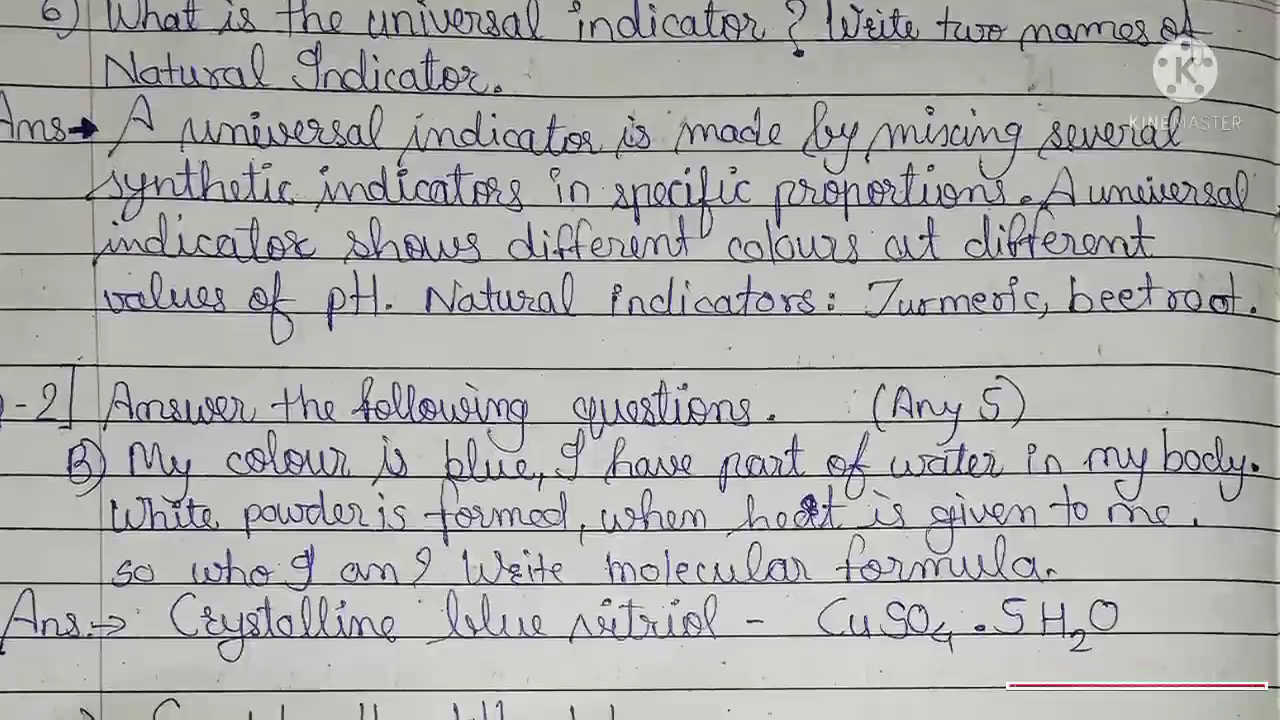 6) What is the universal indicator? Write two names of
Natural Indicator.
KINEMASTER
Ans→ A universal indicator is made by mixing several
synthetic indicators in specific proportions. A universal
indicator shows different colours at different
values of pH. Natural indicators: Turmeric, beetroot.
-2] Answer the following questions. (Any 5)
B) My colour is blue, I have part of water in my body.
White powder is formed, when heat is given to me.
so who I am? Write molecular formula.
Ans.→ Crystalline blue vitriol - CuSO₄.5H₂O